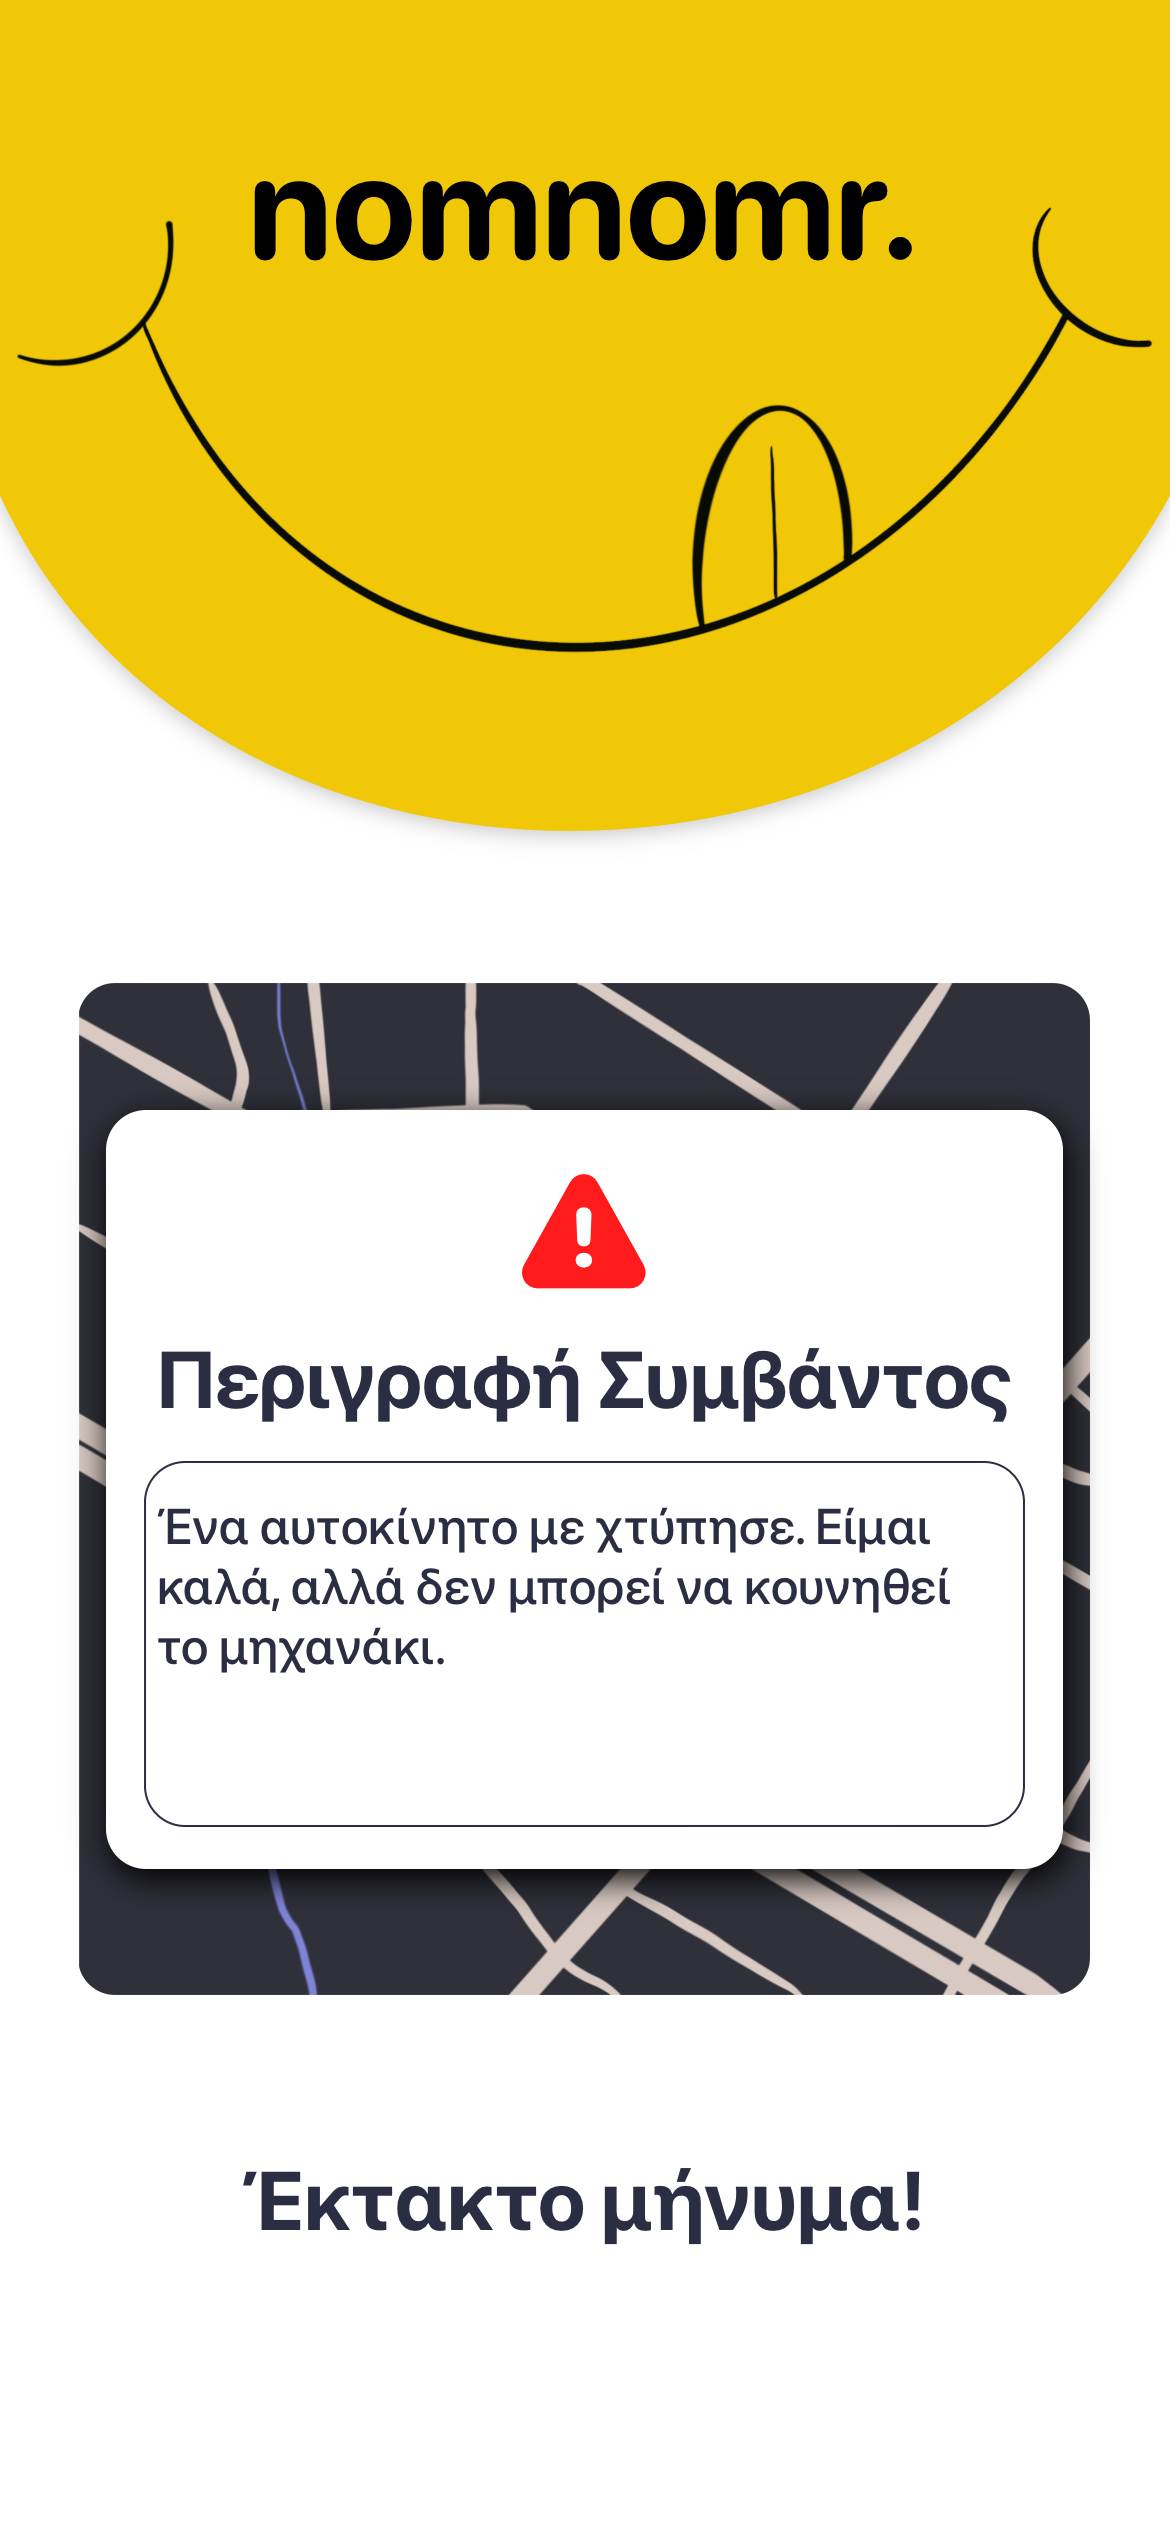 nomnomr.
Περιγραφή Συμβάντος
Ένα αυτοκίνητο με χτύπησε. Είμαι
καλά, αλλά δεν μπορεί να κουνηθεί
το μηχανάκι.
Έκτακτο μήνυμα!